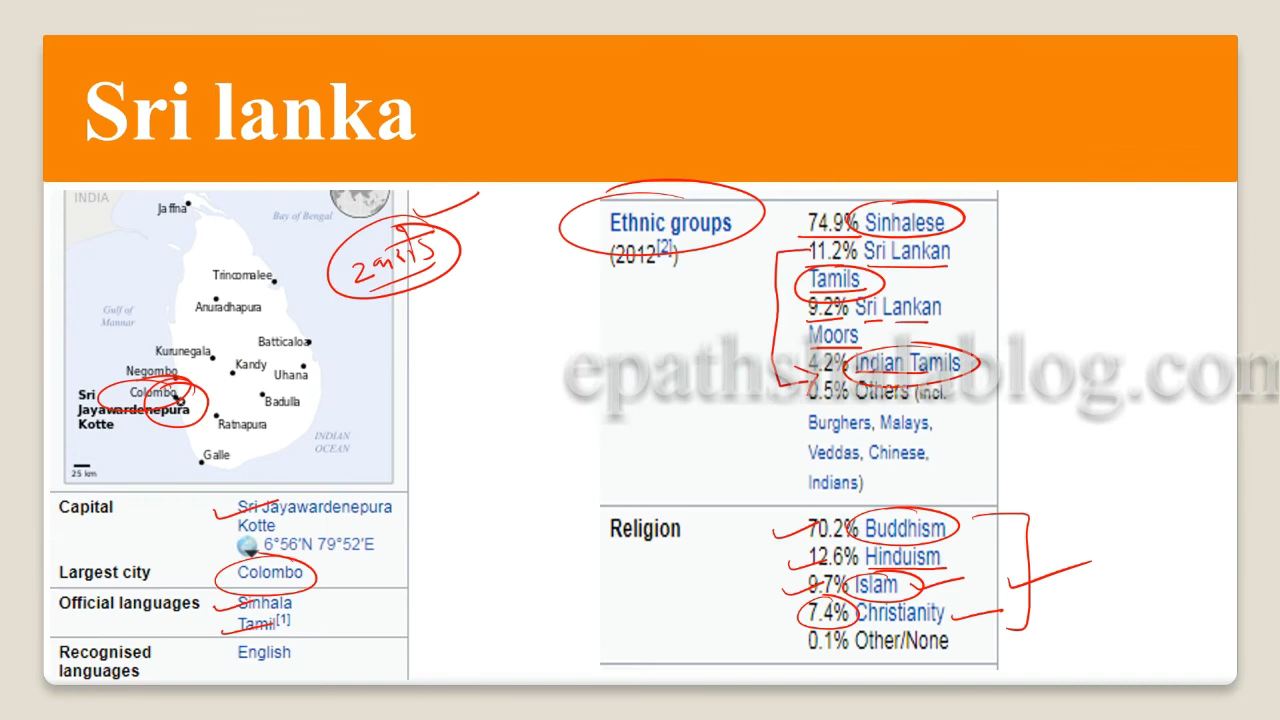 Sri lanka
INDIA
Jaffna
Bay of Bengal
Trincomalee
Anuradhapura
Gulf of
Mannar
Batticaloa
Kurunegala
Kandy
Uhana
Negombo
Colombo
Badulla
Sri
Jayawardenepura
Kotte
Ratnapura
INDIAN
OCEAN
Galle
25 km
Capital
Sri Jayawardenepura
Kotte
6°56′N 79°52′E
Largest city
Colombo
Official languages
Sinhala
Tamil[1]
Recognised
languages
English
Ethnic groups
(2012[2])
74.9% Sinhalese
11.2% Sri Lankan
Tamils
9.2% Sri Lankan
Moors
4.2% Indian Tamils
0.5% Others (incl.
Burghers, Malays,
Veddas, Chinese,
Indians)
Religion
70.2% Buddhism
12.6% Hinduism
9.7% Islam
7.4% Christianity
0.1% Other/None